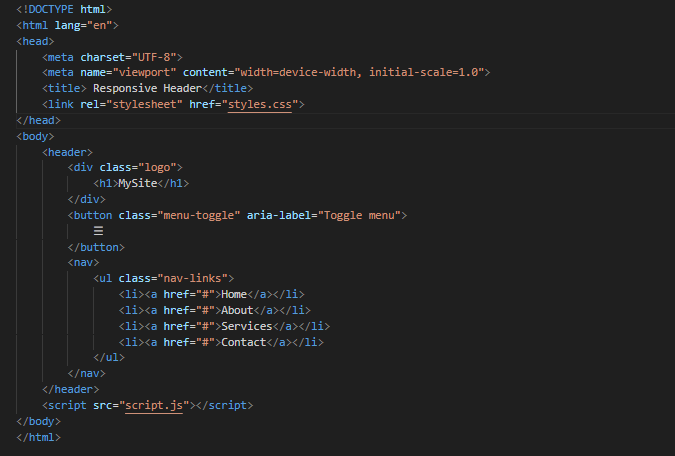 <!DOCTYPE html>
<html lang="en">
<head>
    <meta charset="UTF-8">
    <meta name="viewport" content="width=device-width, initial-scale=1.0">
    <title> Responsive Header</title>
    <link rel="stylesheet" href="styles.css">
</head>
<body>
    <header>
        <div class="logo">
            <h1>MySite</h1>
        </div>
        <button class="menu-toggle" aria-label="Toggle menu">
            ☰
        </button>
        <nav>
            <ul class="nav-links">
                <li><a href="#">Home</a></li>
                <li><a href="#">About</a></li>
                <li><a href="#">Services</a></li>
                <li><a href="#">Contact</a></li>
            </ul>
        </nav>
    </header>
    <script src="script.js"></script>
</body>
</html>